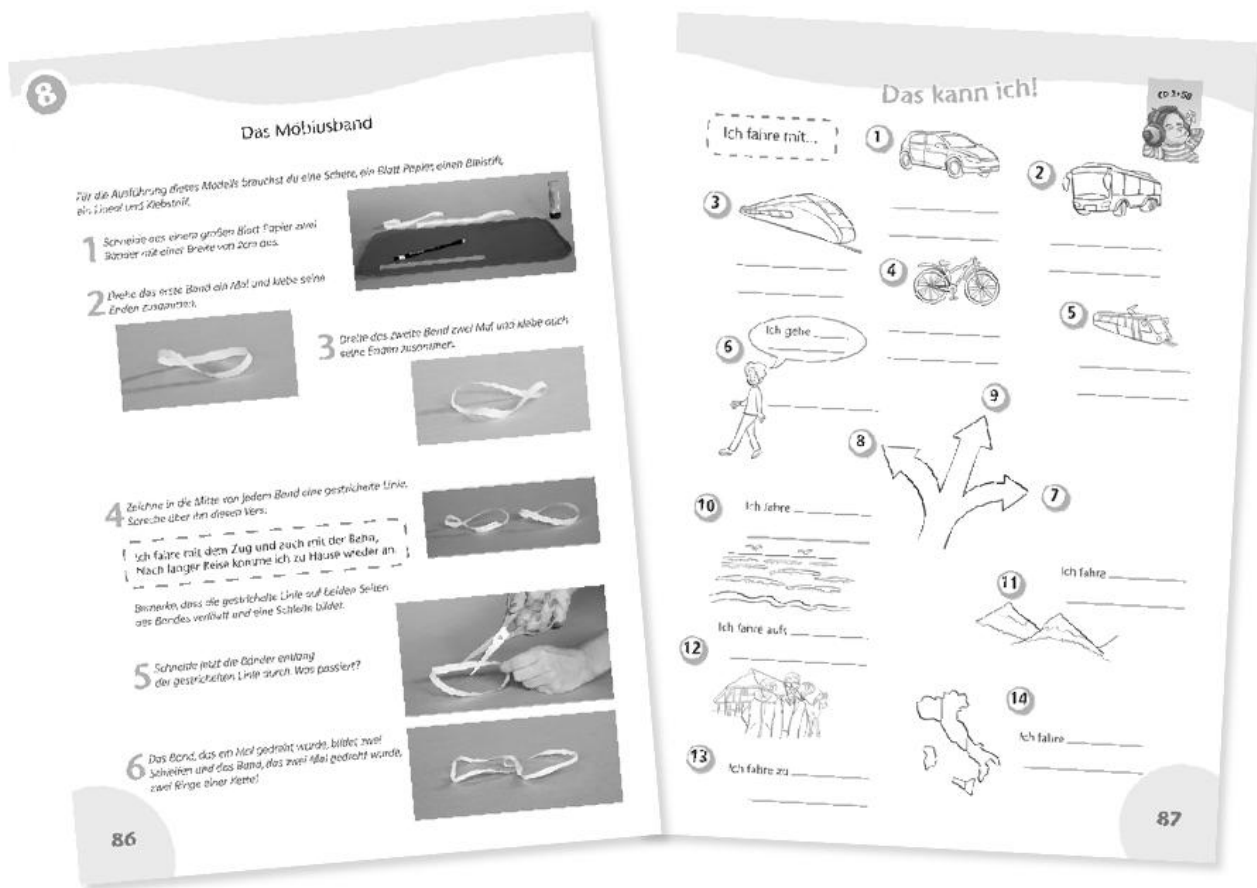 8
Das Möbiusband
Für die Ausführung dieses Modells brauchst du eine Schere, ein Blatt Papier, einen Bleistift,
ein Lineal und Klebstoff.
1 Schneide aus einem großen Blatt Papier zwei
Bänder mit einer Breite von 2cm aus.
2 Drehe das erste Band ein Mal und klebe seine
Enden zusammen.
3 Drehe das zweite Band zwei Mal und klebe auch
seine Enden zusammen.
4 Zeichne in die Mitte von jedem Band eine gestrichelte Linie.
Spreche über ihn diesen Vers:
Ich fahre mit dem Zug und auch mit der Bahn,
Nach langer Reise komme ich zu Hause wieder an.
Bemerke, dass die gestrichelte Linie auf beiden Seiten
des Bandes verläuft und eine Schleife bildet.
5 Schneide jetzt die Bänder entlang
der gestrichelten Linie durch. Was passiert?
6 Das Band, das ein Mal gedreht wurde, bildet zwei
Schleifen und das Band, das zwei Mal gedreht wurde,
zwei Ringe einer Kette!
86
Das kann ich!
CD 3•58
Ich fahre mit...
1
2
3
4
5
6
Ich gehe
9
8
7
10 Ich fahre
11 Ich fahre
Ich fahre aufs
12
14
Ich fahre
13 Ich fahre zu
87